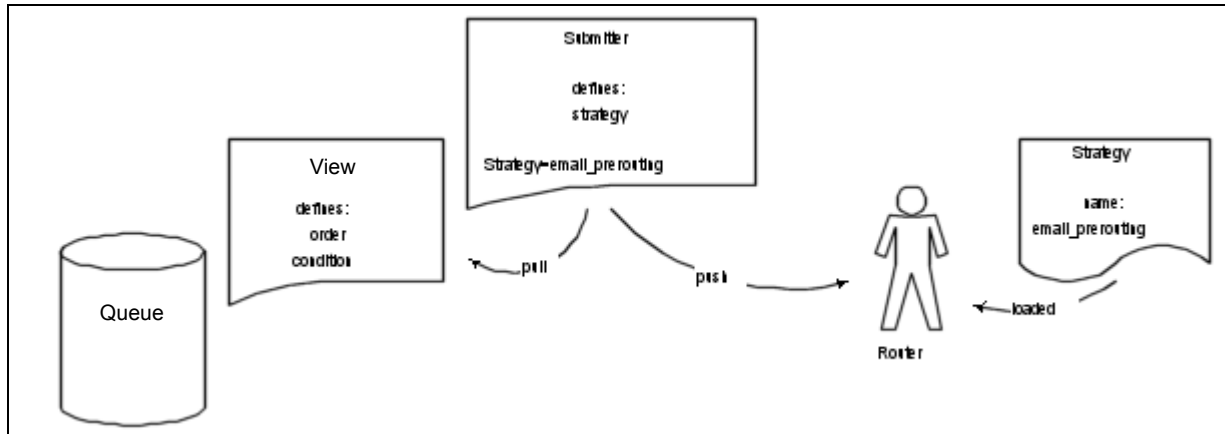 Queue
View
defines:
order
condition
Submitter
defines:
strategy
Strategy=email_prerouting
pull
push
Router
Strategy
name:
email_prerouting
loaded